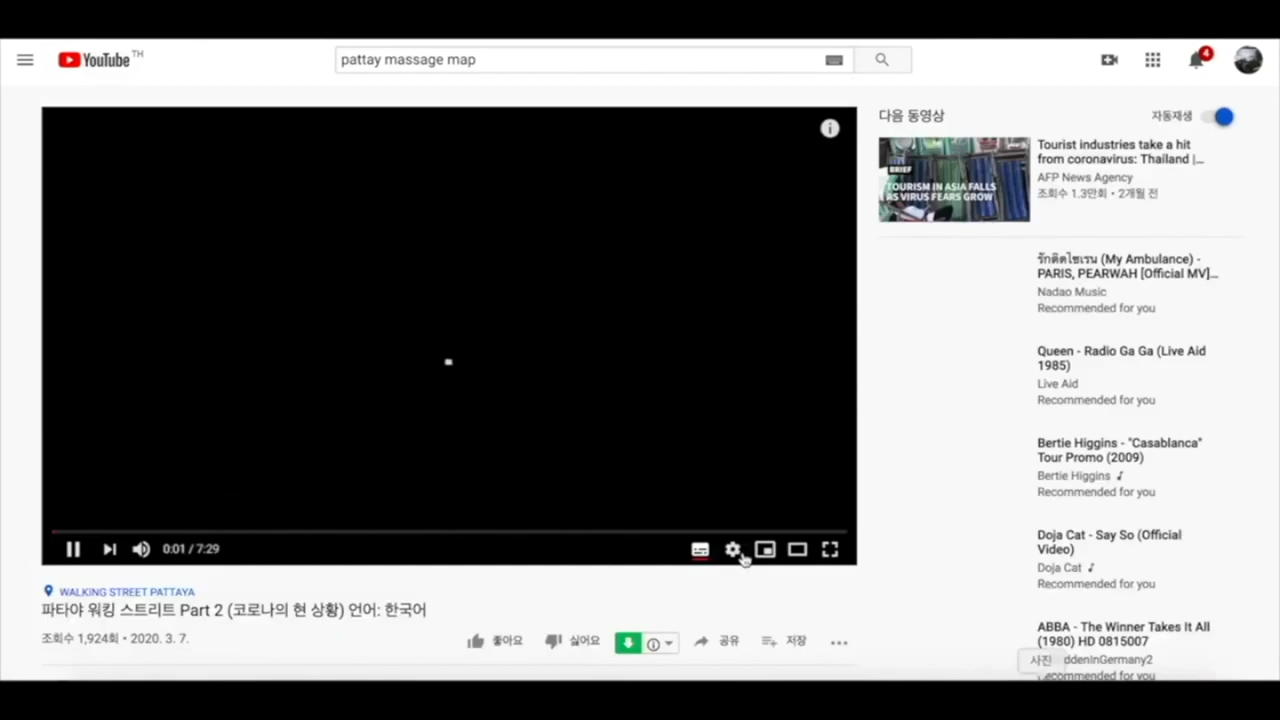 YouTube TH
pattay massage map
4
다음 동영상
자동재생
BRIEF
TOURISM IN ASIA FALLS
AS VIRUS FEARS GROW
Tourist industries take a hit
from coronavirus: Thailand |...
AFP News Agency
조회수 1.3만회 • 2개월 전
รักติดไซเรน (My Ambulance) -
PARIS, PEARWAH [Official MV]...
Nadao Music
Recommended for you
Queen - Radio Ga Ga (Live Aid
1985)
Live Aid
Recommended for you
Bertie Higgins - "Casablanca"
Tour Promo (2009)
Bertie Higgins ♪
Recommended for you
Doja Cat - Say So (Official
Video)
Doja Cat ♪
Recommended for you
ABBA - The Winner Takes It All
(1980) HD 0815007
사진
ddenInGermany2
Recommended for you
0:01 / 7:29
WALKING STREET PATTAYA
파타야 워킹 스트리트 Part 2 (코로나의 현 상황) 언어: 한국어
조회수 1,924회 • 2020. 3. 7.
좋아요
싫어요
공유
저장